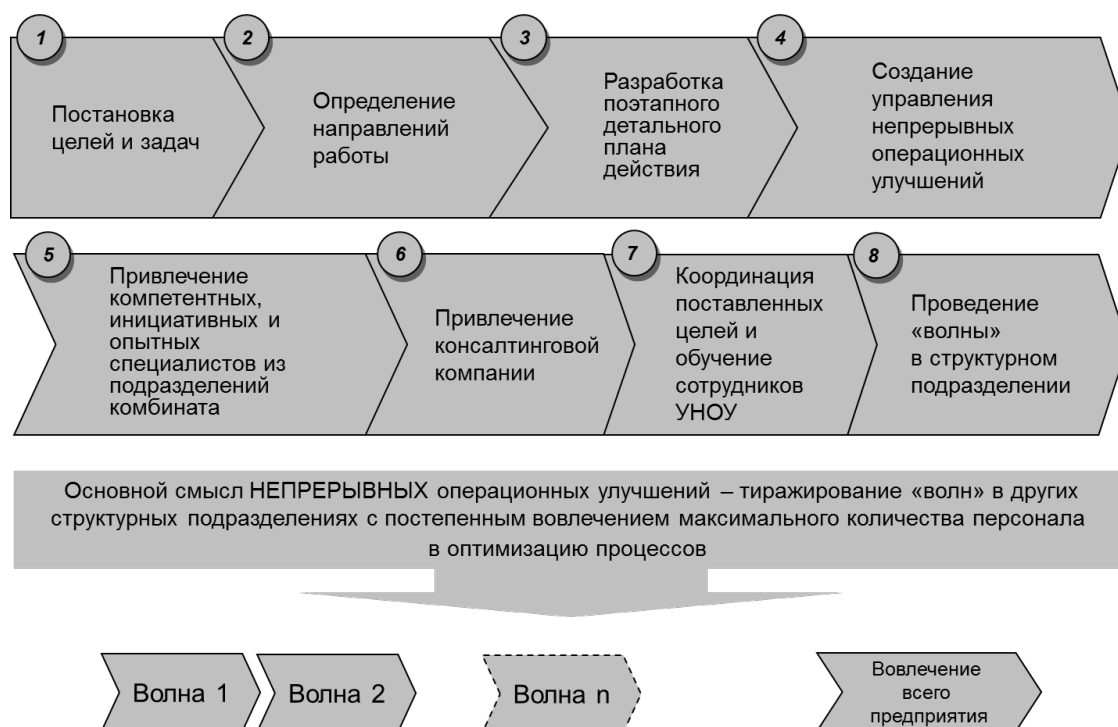 1
Постановка
целей и задач
2
Определение
направлений
работы
3
Разработка
поэтапного
детального
плана
действия
4
Создание
управления
непрерывных
операционных
улучшений
5
Привлечение
компетентных,
инициативных и
опытных
специалистов из
подразделений
комбината
6
Привлечение
консалтинговой
компании
7
Координация
поставленных
целей и
обучение
сотрудников
УНОУ
8
Проведение
«волны»
в структурном
подразделении
Основной смысл НЕПРЕРЫВНЫХ операционных улучшений – тиражирование «волн» в других
структурных подразделениях с постепенным вовлечением максимального количества персонала
в оптимизацию процессов
Волна 1
Волна 2
Волна n
Вовлечение
всего
предприятия